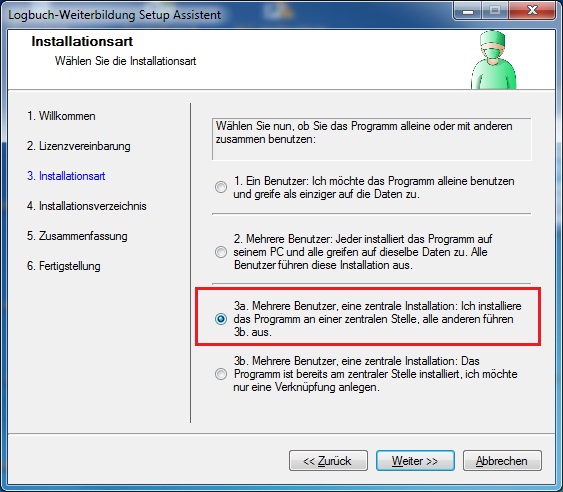 Logbuch-Weiterbildung Setup Assistent
Installationsart
Wählen Sie die Installationsart
1. Willkommen
2. Lizenzvereinbarung
3. Installationsart
4. Installationsverzeichnis
5. Zusammenfassung
6. Fertigstellung
Wählen Sie nun, ob Sie das Programm alleine oder mit anderen
zusammen benutzen:
1. Ein Benutzer: Ich möchte das Programm alleine benutzen
und greife als einziger auf die Daten zu.
2. Mehrere Benutzer: Jeder installiert das Programm auf
seinem PC und alle greifen auf dieselbe Daten zu. Alle
Benutzer führen diese Installation aus.
3a. Mehrere Benutzer, eine zentrale Installation: Ich installiere
das Programm an einer zentralen Stelle, alle anderen führen
3b. aus.
3b. Mehrere Benutzer, eine zentrale Installation: Das
Programm ist bereits am zentraler Stelle installiert, ich möchte
nur eine Verknüpfung anlegen.
<< Zurück
Weiter >>
Abbrechen